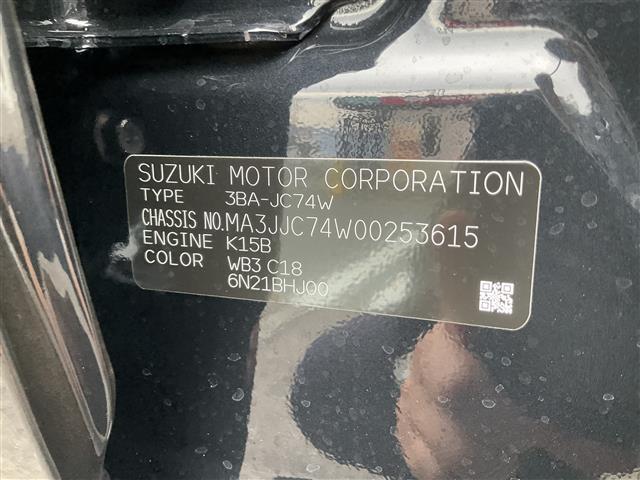 SUZUKI MOTOR CORPORATION
TYPE 3BA-JC74W
CHASSIS NO. MA3JJC74W00253615
ENGINE K15B
COLOR WB3 C18
6N21BHJ00